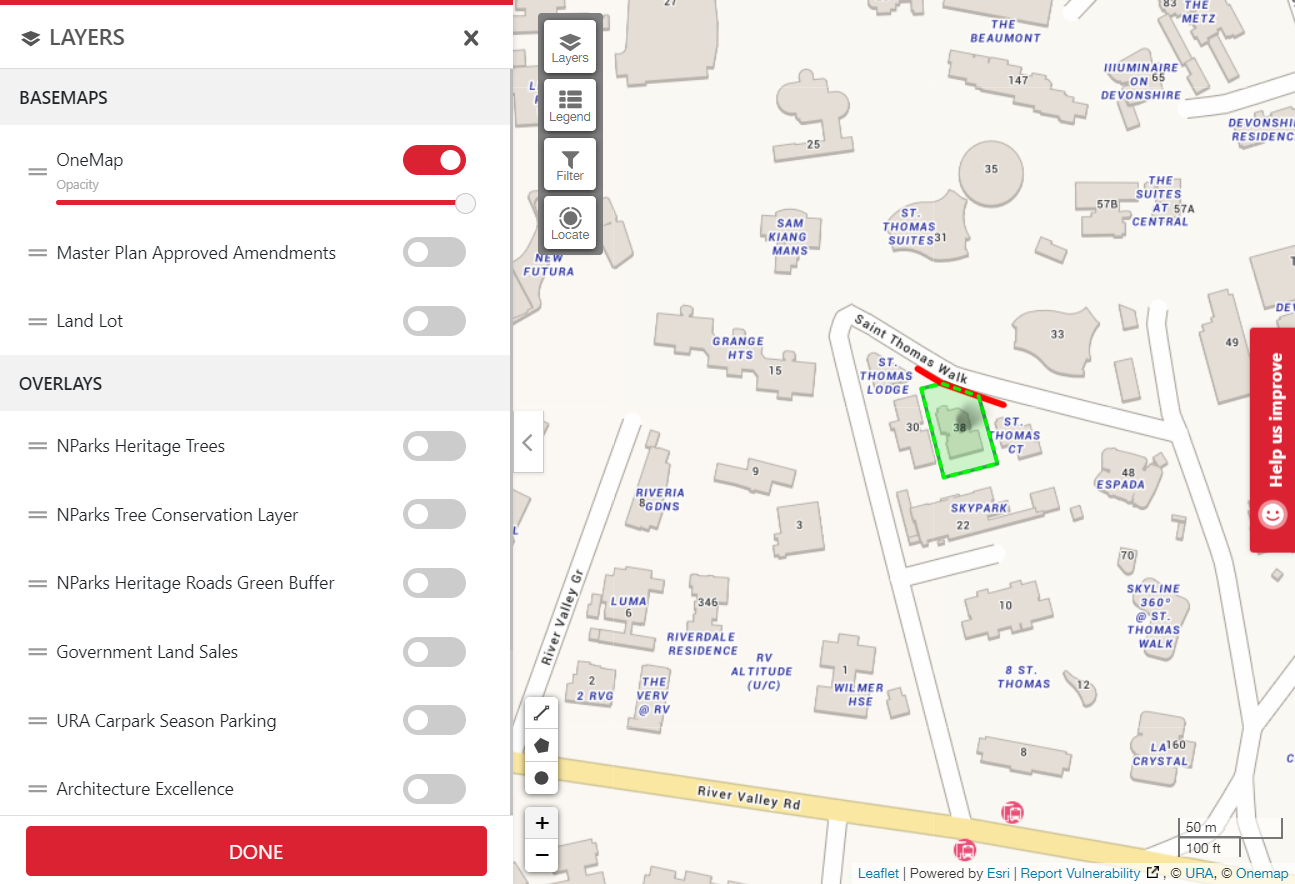 LAYERS
BASEMAPS
OneMap
Opacity
Master Plan Approved Amendments
Land Lot
OVERLAYS
NParks Heritage Trees
NParks Tree Conservation Layer
NParks Heritage Roads Green Buffer
Government Land Sales
URA Carpark Season Parking
Architecture Excellence
DONE
Layers
Legend
Filter
Locate
27
THE
BEAUMONT
83
THE
METZ
147
IIIUMINAIRE
ON 65
DEVONSHIRE
25
35
57B
THE
SUITES
AT 57A
CENTRAL
ST.
THOMAS
SUITES 31
SAM
KIANG
MANS
NEW
FUTURA
GRANGE
HTS
15
Saint Thomas Walk
33
49
ST.
THOMAS
LODGE
30
38
ST.
THOMAS
CT
48
ESPADA
SKYPARK
22
9
3
RIVERIA
8 GDNS
River Valley Gr
70
LUMA
6
346
RIVERDALE
RESIDENCE
10
SKYLINE
360°
@ ST.
THOMAS
WALK
RV
ALTITUDE
(U/C)
1
WILMER
HSE
8 ST.
THOMAS
12
2
2 RVG
THE
VERV
@ RV
8
LA 160
CRYSTAL
River Valley Rd
Help us improve
+
−
50 m
100 ft
Leaflet | Powered by Esri | Report Vulnerability , © URA, © Onemap